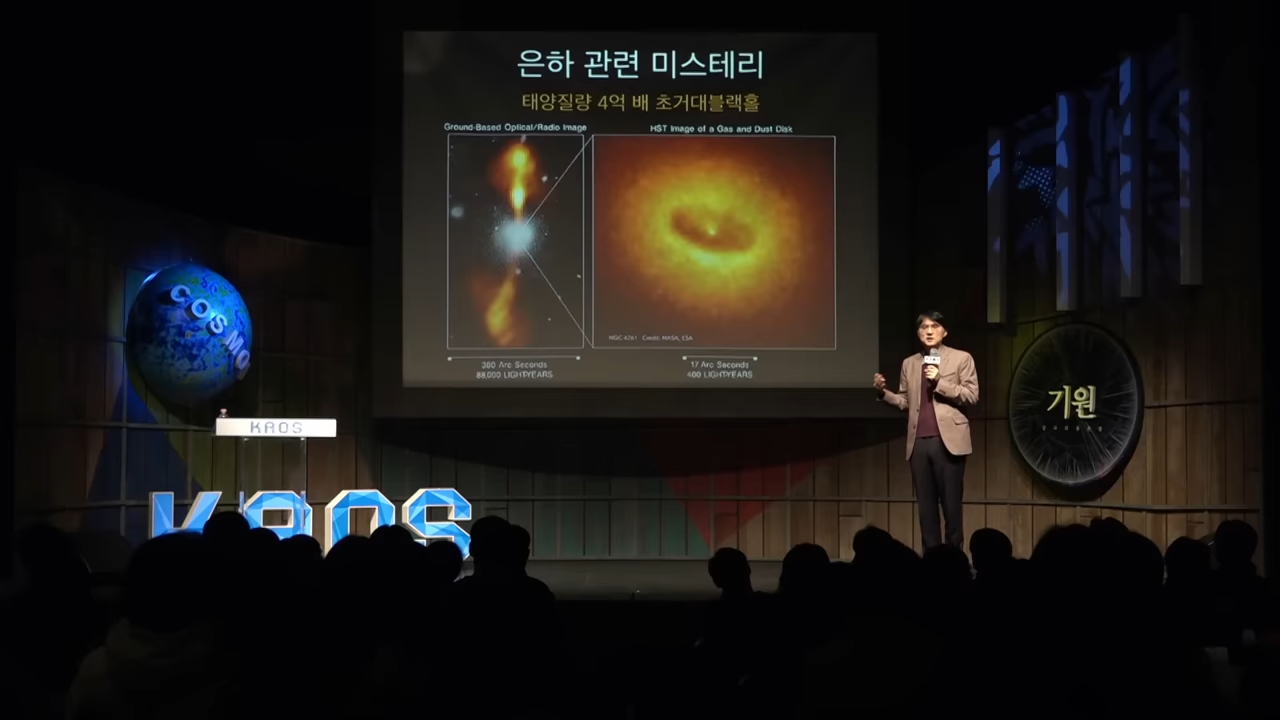 은하 관련 미스테리
태양질량 4억 배 초거대블랙홀
Ground-Based Optical/Radio Image
HST Image of a Gas and Dust Disk
NGC 4261 Credit: NASA, ESA
380 Arc Seconds
88,000 LIGHTYEARS
17 Arc Seconds
400 LIGHTYEARS
COSMO
KAOS
KAOS
기원